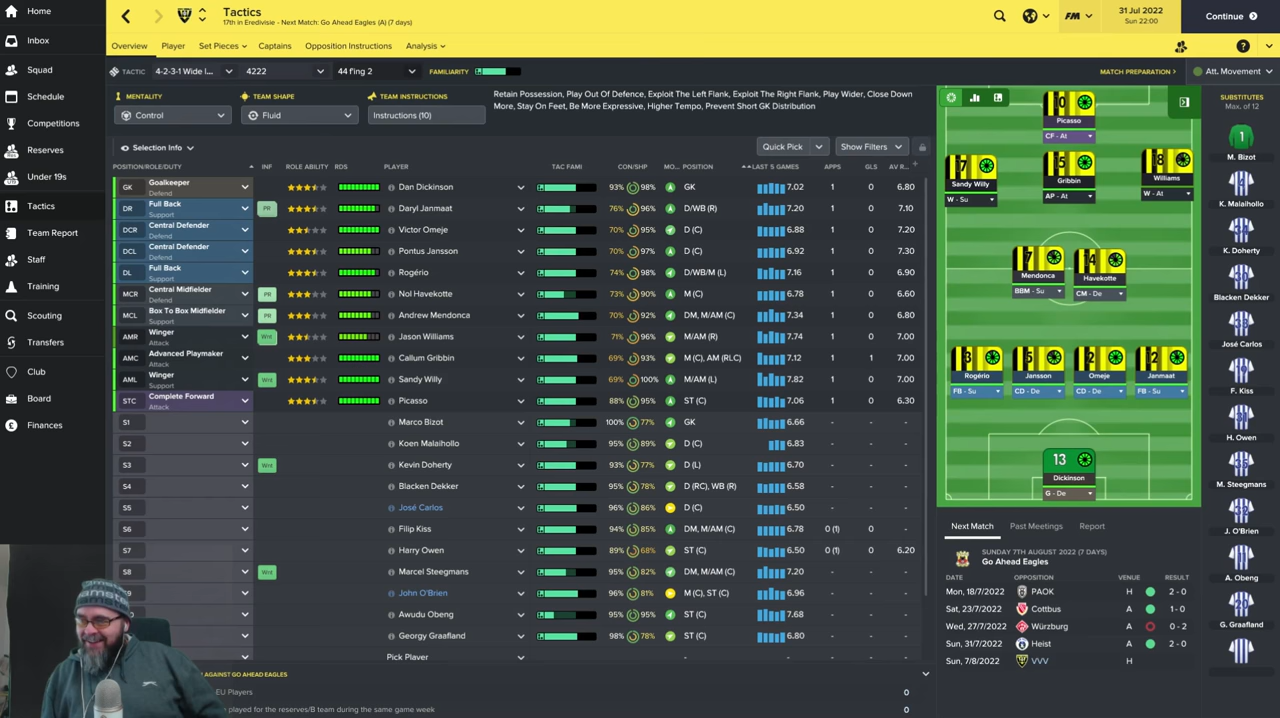 Home
Inbox
Squad
Schedule
Competitions
Reserves
Under 19s
Tactics
Team Report
Staff
Training
Scouting
Transfers
Club
Board
Finances
Tactics
17th in Eredivisie - Next Match: Go Ahead Eagles (A) (7 days)
FM
31 Jul 2022
Sun 22:00
Continue
Overview Player Set Pieces Captains Opposition Instructions Analysis
TACTIC 4-2-3-1 Wide I... 4222 44 f'ing 2 FAMILIARITY
MATCH PREPARATION > Att. Movement
MENTALITY TEAM SHAPE TEAM INSTRUCTIONS
Control Fluid Instructions (10)
Retain Possession, Play Out Of Defence, Exploit The Left Flank, Exploit The Right Flank, Play Wider, Close Down
More, Stay On Feet, Be More Expressive, Higher Tempo, Prevent Short GK Distribution
Selection Info Quick Pick Show Filters
POSITION/ROLE/DUTY INF ROLE ABILITY RDS PLAYER TAC FAMI CON/SHP MO... POSITION LAST 5 GAMES APPS GLS AV R...
GK Goalkeeper Defend Dan Dickinson 93% 98% GK 7.02 1 0 6.80
DR Full Back Support PR Daryl Janmaat 76% 96% D/WB (R) 7.20 1 0 7.10
DCR Central Defender Defend Victor Omeje 70% 95% D (C) 6.88 1 0 7.20
DCL Central Defender Defend Pontus Jansson 70% 97% D (C) 6.92 1 0 7.30
DL Full Back Support Rogério 74% 98% D/WB/M (L) 7.16 1 0 6.90
MCR Central Midfielder Defend PR Nol Havekotte 73% 90% M (C) 6.78 1 0 6.60
MCL Box To Box Midfielder Support PR Andrew Mendonca 70% 92% DM, M/AM (C) 7.34 1 0 6.80
AMR Winger Attack Wnt Jason Williams 71% 96% M/AM (R) 7.74 1 0 7.00
AMC Advanced Playmaker Attack Callum Gribbin 69% 93% M (C), AM (RLC) 7.12 1 1 7.00
AML Winger Support Wnt Sandy Willy 69% 100% M/AM (L) 7.82 1 0 7.00
STC Complete Forward Attack Picasso 88% 95% ST (C) 7.06 1 0 6.30
S1 Marco Bizot 100% 77% GK 6.66 - - -
S2 Koen Malaihollo 95% 89% D (C) 6.83 - - -
S3 Wnt Kevin Doherty 93% 77% D (L) 6.70 - - -
S4 Blacken Dekker 95% 78% D (RC), WB (R) 6.58 - - -
S5 José Carlos 96% 86% D (C) 6.50 - - -
S6 Filip Kiss 94% 85% DM, M/AM (C) 6.78 0 (1) 0 -
S7 Harry Owen 89% 68% ST (C) 6.50 0 (1) 0 6.20
S8 Wnt Marcel Steegmans 95% 82% DM, M/AM (C) 7.20 - - -
John O'Brien 96% 81% M (C), ST (C) 6.96 - - -
Awudu Obeng 95% 95% ST (C) 7.68 - - -
Georgy Graafland 98% 78% ST (C) 6.80 - - -
Pick Player - - - -
AGAINST GO AHEAD EAGLES
EU Players 0
played for the reserves/B team during the same game week 0
Picasso
CF - At
Sandy Willy
W - Su
Gribbin
AP - At
Williams
W - At
Mendonca
BBM - Su
Havekotte
CM - De
Rogério
FB - Su
Jansson
CD - De
Omeje
CD - De
Janmaat
FB - Su
13
Dickinson
G - De
SUBSTITUTES
Max. of 12
1
M. Bizot
K. Malaihollo
K. Doherty
Blacken Dekker
José Carlos
F. Kiss
H. Owen
M. Steegmans
J. O'Brien
A. Obeng
G. Graafland
Next Match Past Meetings Report
SUNDAY 7TH AUGUST 2022 (7 DAYS)
Go Ahead Eagles
DATE OPPOSITION VENUE RESULT
Mon, 18/7/2022 PAOK H 2 - 0
Sat, 23/7/2022 Cottbus A 1 - 0
Wed, 27/7/2022 Würzburg A 0 - 2
Sun, 31/7/2022 Heist A 2 - 0
Sun, 7/8/2022 VVV H